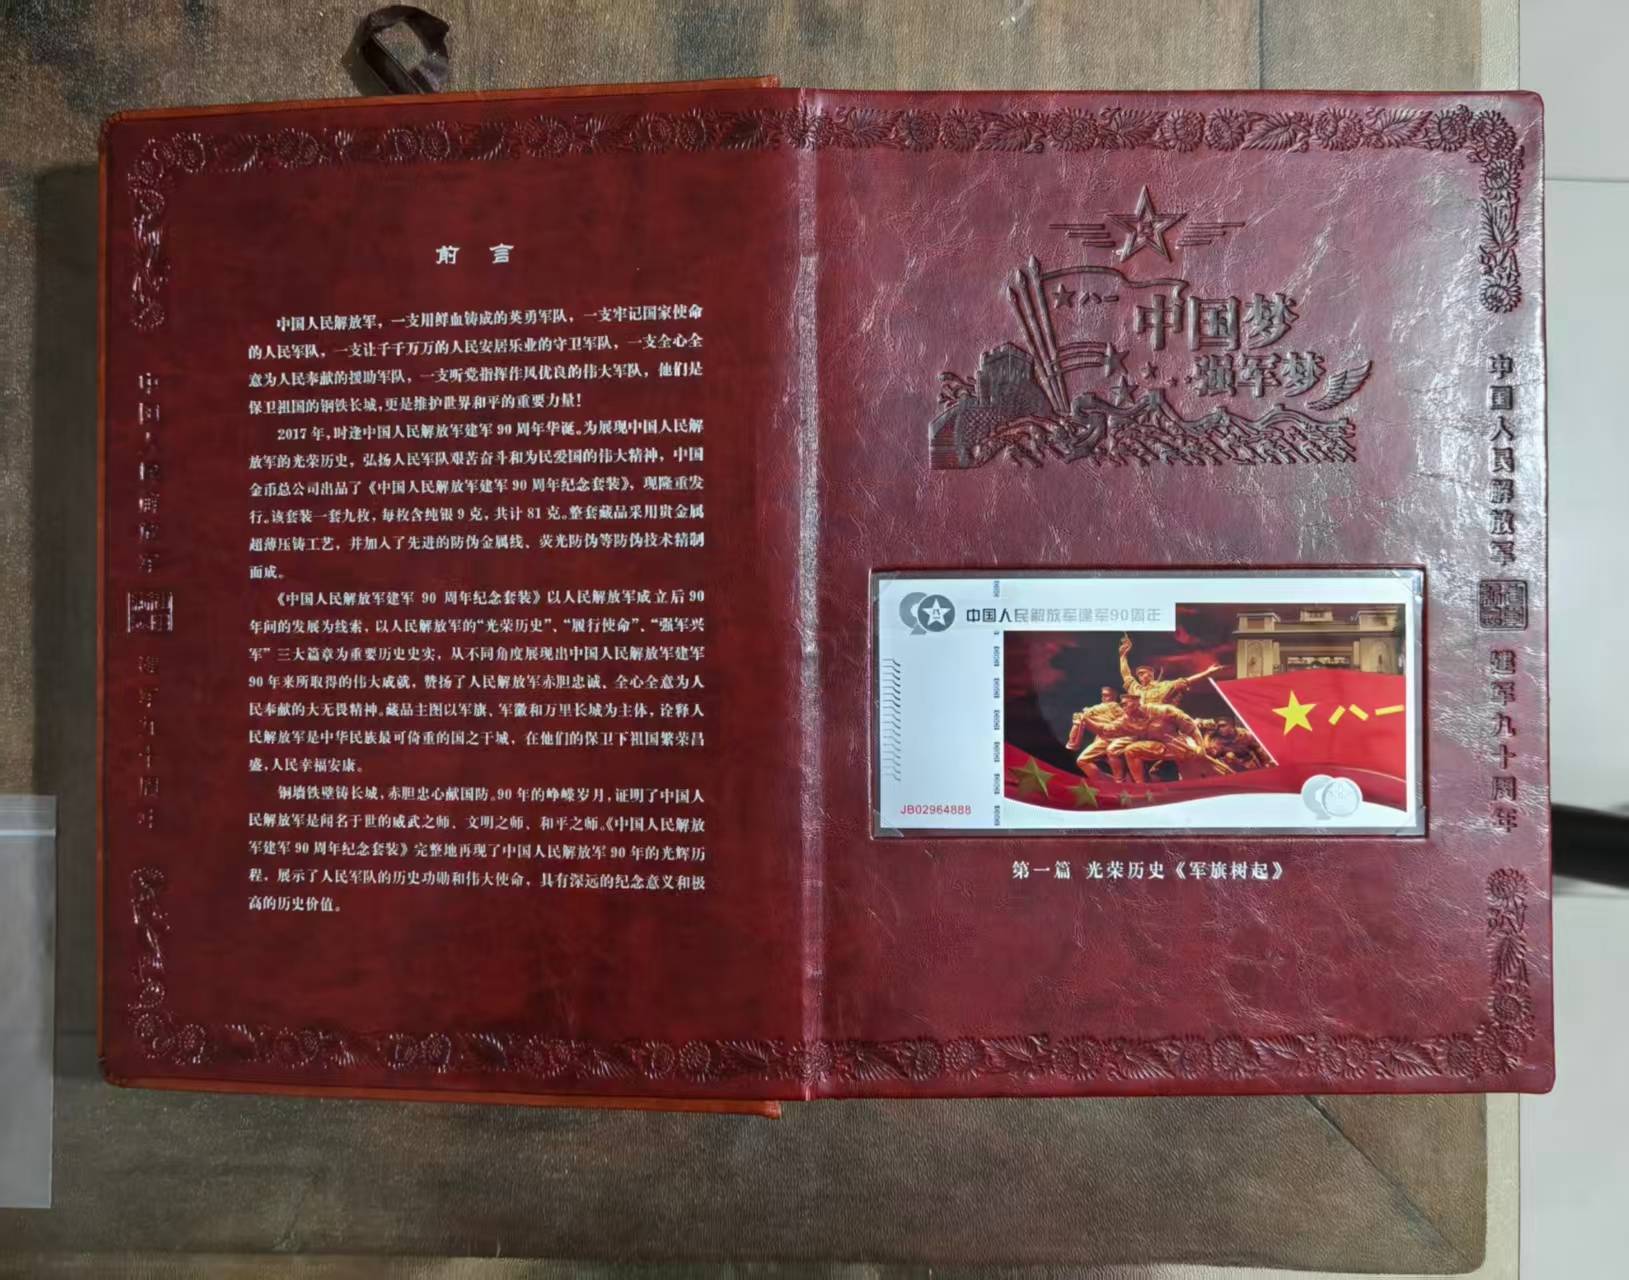 前 言
中国人民解放军，一支用鲜血铸成的英勇军队，一支牢记国家使命
的人民军队，一支让千千万万的人民安居乐业的守卫军队，一支全心全
意为人民奉献的援助军队，一支听党指挥作风优良的伟大军队，他们是
保卫祖国的钢铁长城，更是维护世界和平的重要力量！
2017年，时逢中国人民解放军建军90周年华诞。为展现中国人民解
放军的光荣历史，弘扬人民军队艰苦奋斗和为民爱国的伟大精神，中国
金币总公司出品了《中国人民解放军建军90周年纪念套装》，现隆重发
行。该套装一套九枚，每枚含纯银9克，共计81克。整套藏品采用贵金属
超薄压铸工艺，并加入了先进的防伪金属线、荧光防伪等防伪技术精制
而成。
《中国人民解放军建军 90 周年纪念套装》以人民解放军成立后90
年间的发展为线索，以人民解放军的“光荣历史”、“履行使命”、“强军兴
军”三大篇章为重要历史史实，从不同角度展现出中国人民解放军建军
90年来所取得的伟大成就，赞扬了人民解放军赤胆忠诚、全心全意为人
民奉献的大无畏精神。藏品主图以军旗、军徽和万里长城为主体，诠释人
民解放军是中华民族最可倚重的国之干城，在他们的保卫下祖国繁荣昌
盛，人民幸福安康。
铜墙铁壁铸长城，赤胆忠心献国防。90年的峥嵘岁月，证明了中国人
民解放军是闻名于世的威武之师、文明之师、和平之师。《中国人民解放
军建军90周年纪念套装》完整地再现了中国人民解放军90年的光辉历
程，展示了人民军队的历史功勋和伟大使命，具有深远的纪念意义和极
高的历史价值。
中国人民解放军
建军九十周年
八一
中国梦
强军梦
中国人民解放军建军90周年
八一
JB02964888
第一篇 光荣历史《军旗树起》
中国人民解放军
建军九十周年